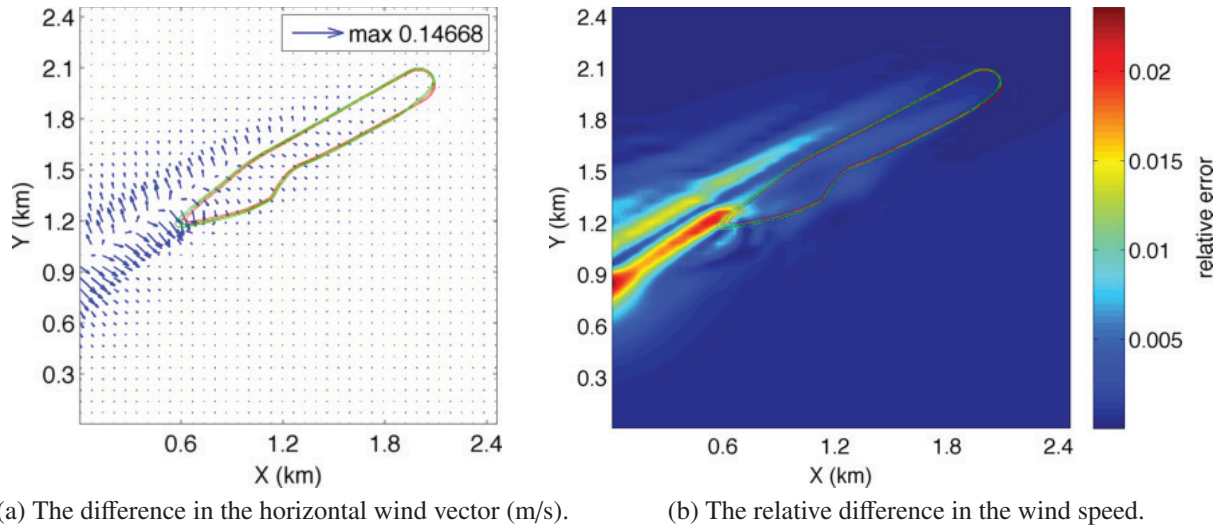 max 0.14668
2.4
2.1
1.8
1.5
1.2
0.9
0.6
0.3
Y (km)
0.6 1.2 1.8 2.4
X (km)
2.4
2.1
1.8
1.5
1.2
0.9
0.6
0.3
Y (km)
0.6 1.2 1.8 2.4
X (km)
0.02
0.015
0.01
0.005
relative error
(a) The difference in the horizontal wind vector (m/s).
(b) The relative difference in the wind speed.